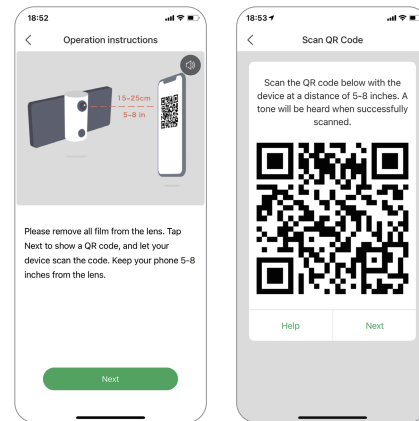 18:52
Operation instructions
15-25cm
5-8 in
Please remove all film from the lens. Tap
Next to show a QR code, and let your
device scan the code. Keep your phone 5-8
inches from the lens.
Next
18:53
Scan QR Code
Scan the QR code below with the
device at a distance of 5-8 inches. A
tone will be heard when successfully
scanned.
Help
Next